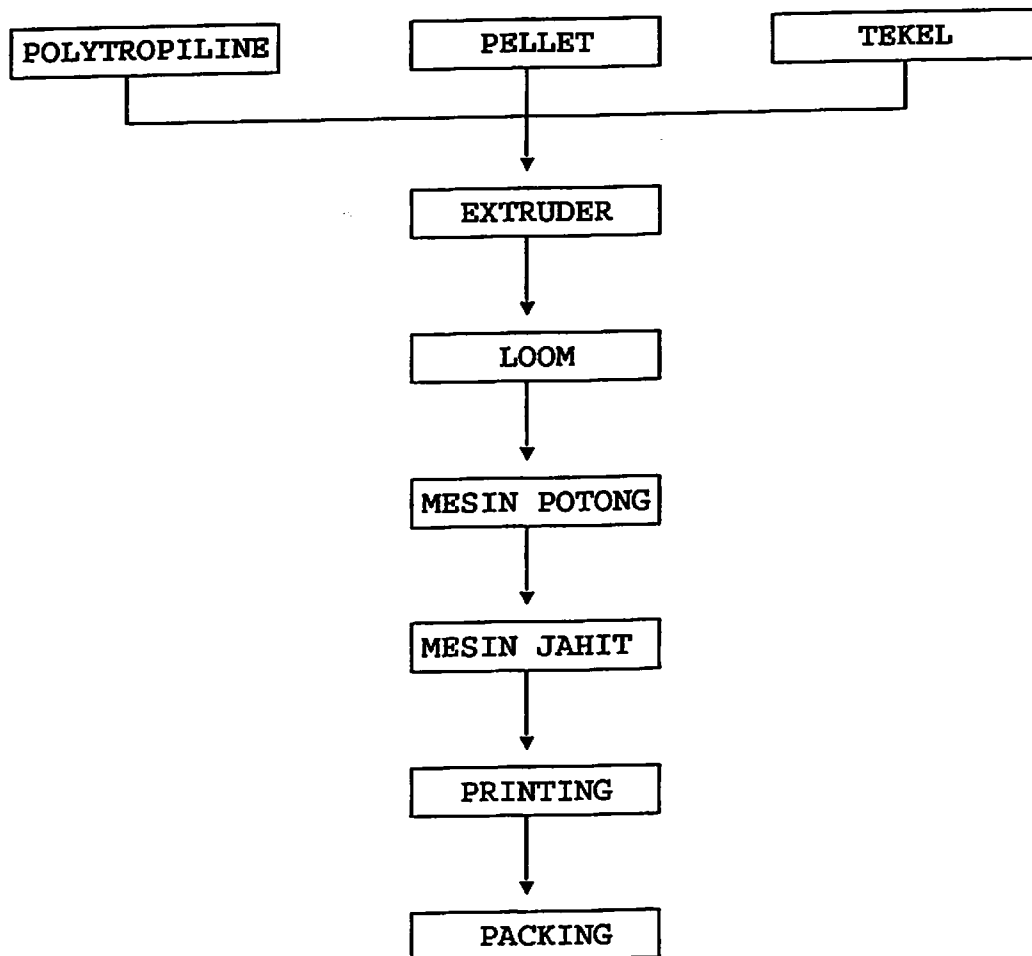 POLYTROPILINE
PELLET
TEKEL
EXTRUDER
LOOM
MESIN POTONG
MESIN JAHIT
PRINTING
PACKING